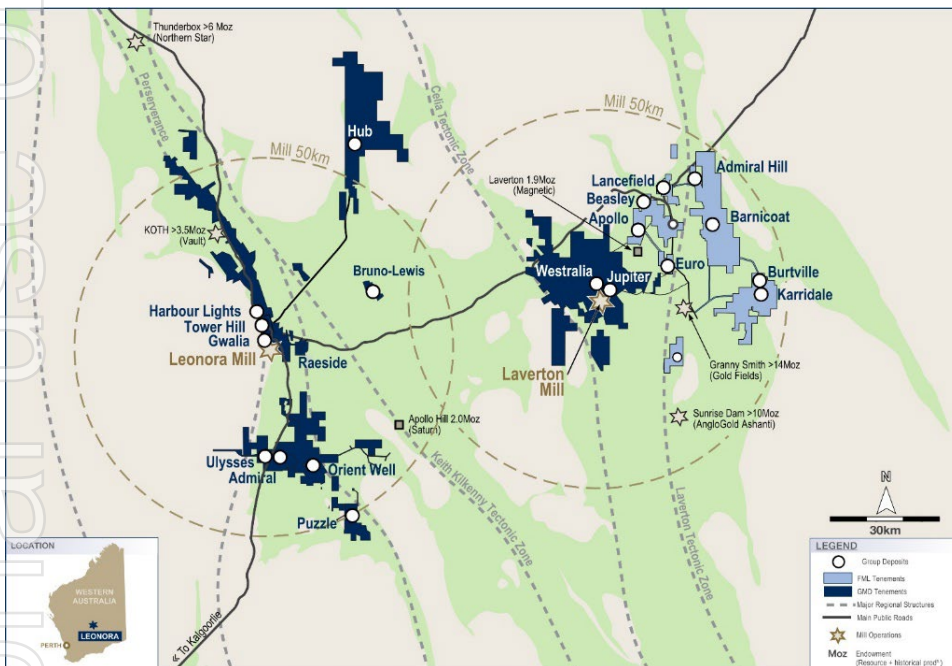 Thunderbox >6 Moz
(Northern Star)
Perseverance
Mill 50km
Hub
Celia Tectonic Zone
Mill 50km
Laverton 1.9Moz
(Magnetic)
Lancefield
Beasley
Apollo
Admiral Hill
Barnicoat
KOTH >3.5Moz
(Vault)
Bruno-Lewis
Westralia
Jupiter
Euro
Burtville
Karridale
Harbour Lights
Tower Hill
Gwalia
Leonora Mill
Raeside
Laverton
Mill
Granny Smith >14Moz
(Gold Fields)
Apollo Hill 2.0Moz
(Saturn)
Sunrise Dam >10Moz
(AngloGold Ashanti)
Ulysses
Admiral
Orient Well
Puzzle
Keith Kilkenny Tectonic Zone
Laverton Tectonic Zone
N
30km
LOCATION
WESTERN
AUSTRALIA
LEONORA
PERTH
<< To Kalgoorlie
LEGEND
Group Deposits
FML Tenements
GMD Tenements
Major Regional Structures
Main Public Roads
Mill Operations
Moz Endowment
(Resource + historical prodⁿ)